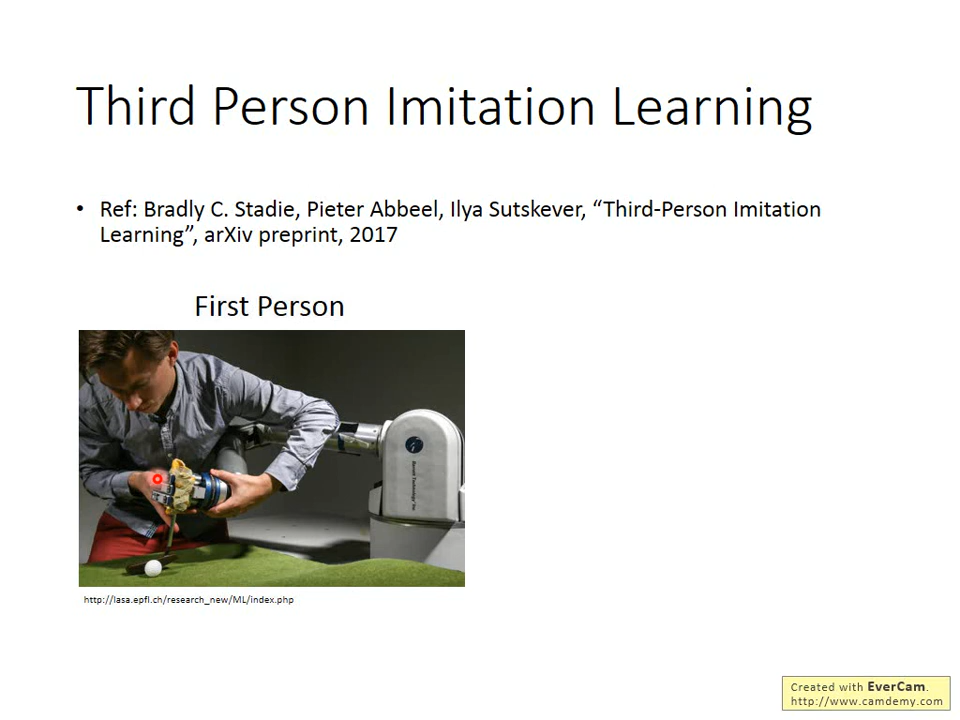 Third Person Imitation Learning
• Ref: Bradly C. Stadie, Pieter Abbeel, Ilya Sutskever, “Third-Person Imitation
Learning”, arXiv preprint, 2017
First Person
http://lasa.epfl.ch/research_new/ML/index.php
Created with EverCam.
http://www.camdemy.com